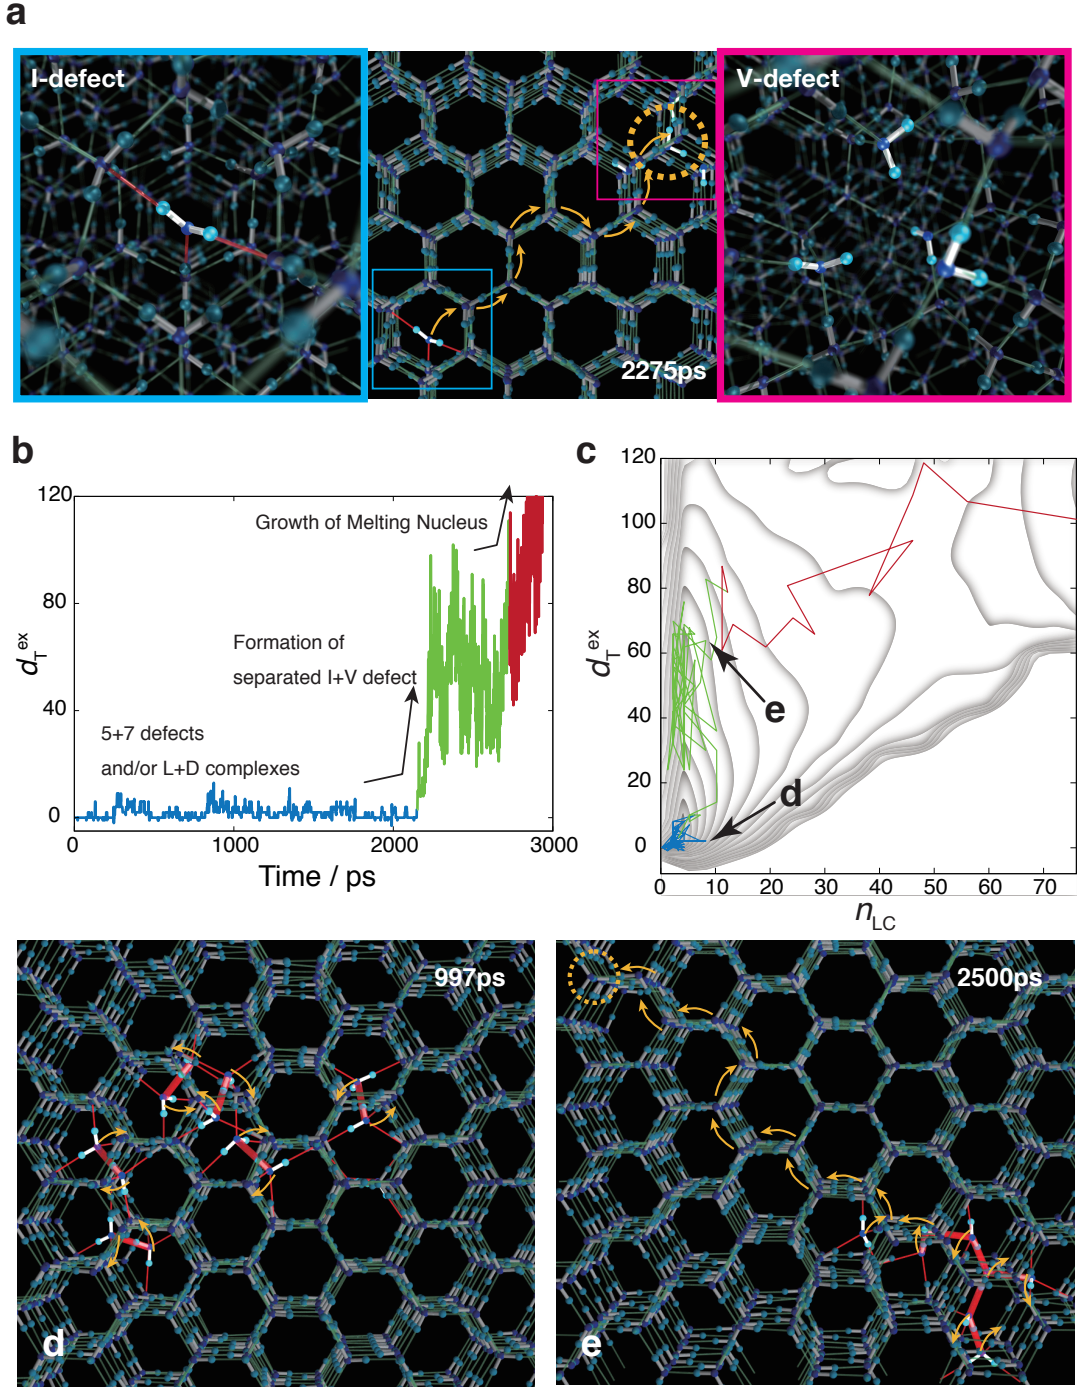 a
I-defect
V-defect
2275ps
b
120
80
40
0
0
1000
2000
3000
d_T^ex
Time / ps
Growth of Melting Nucleus
Formation of
separated I+V defect
5+7 defects
and/or L+D complexes
c
120
100
80
60
40
20
0
0 10 20 30 40 50 60 70
d_T^ex
n_LC
e
d
997ps
d
2500ps
e